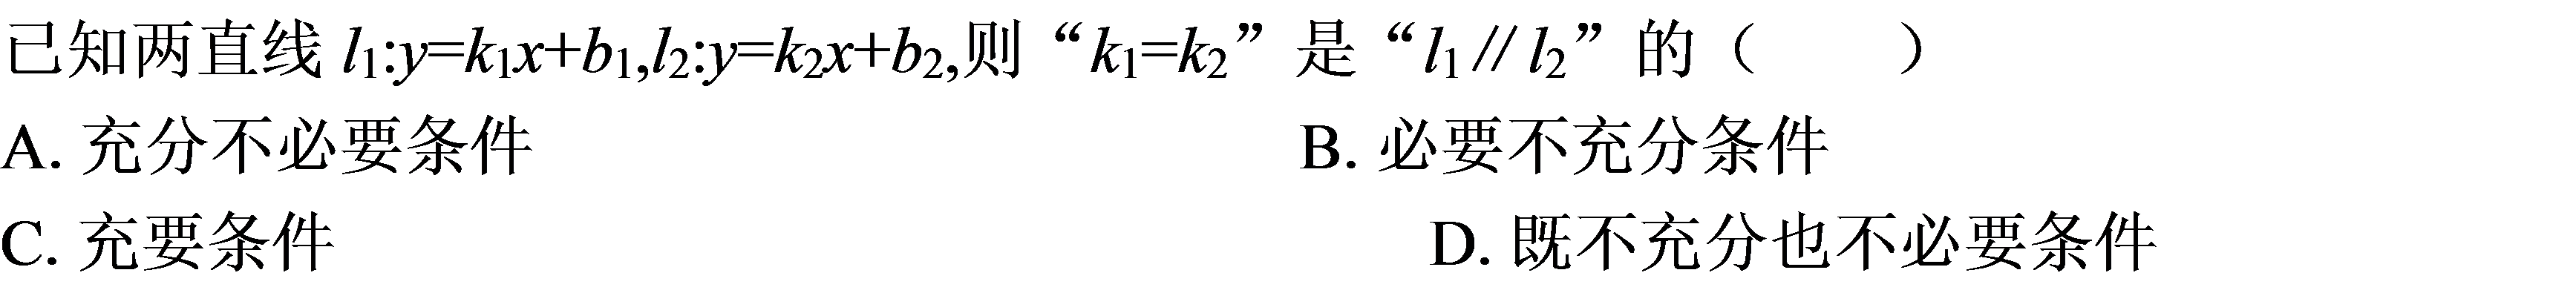 已知两直线 l₁:y=k₁x+b₁,l₂:y=k₂x+b₂,则“k₁=k₂”是“l₁∥l₂”的（　　）
A. 充分不必要条件 B. 必要不充分条件
C. 充要条件 D. 既不充分也不必要条件